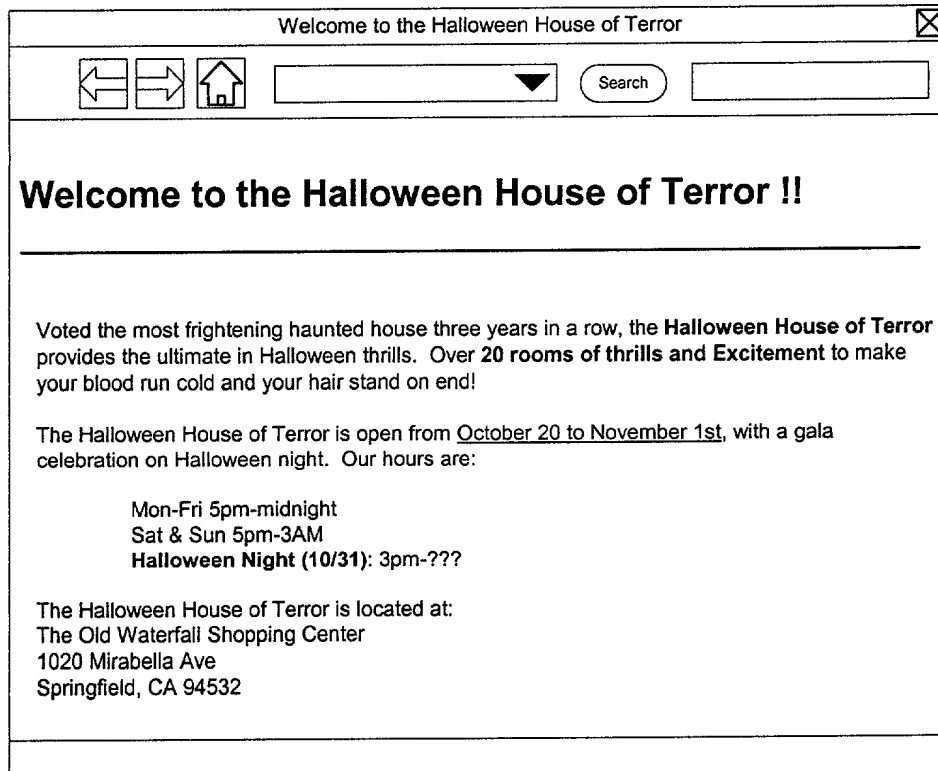 Welcome to the Halloween House of Terror
Search
Welcome to the Halloween House of Terror !!
Voted the most frightening haunted house three years in a row, the Halloween House of Terror
provides the ultimate in Halloween thrills. Over 20 rooms of thrills and Excitement to make
your blood run cold and your hair stand on end!
The Halloween House of Terror is open from October 20 to November 1st, with a gala
celebration on Halloween night. Our hours are:
Mon-Fri 5pm-midnight
Sat & Sun 5pm-3AM
Halloween Night (10/31): 3pm-???
The Halloween House of Terror is located at:
The Old Waterfall Shopping Center
1020 Mirabella Ave
Springfield, CA 94532